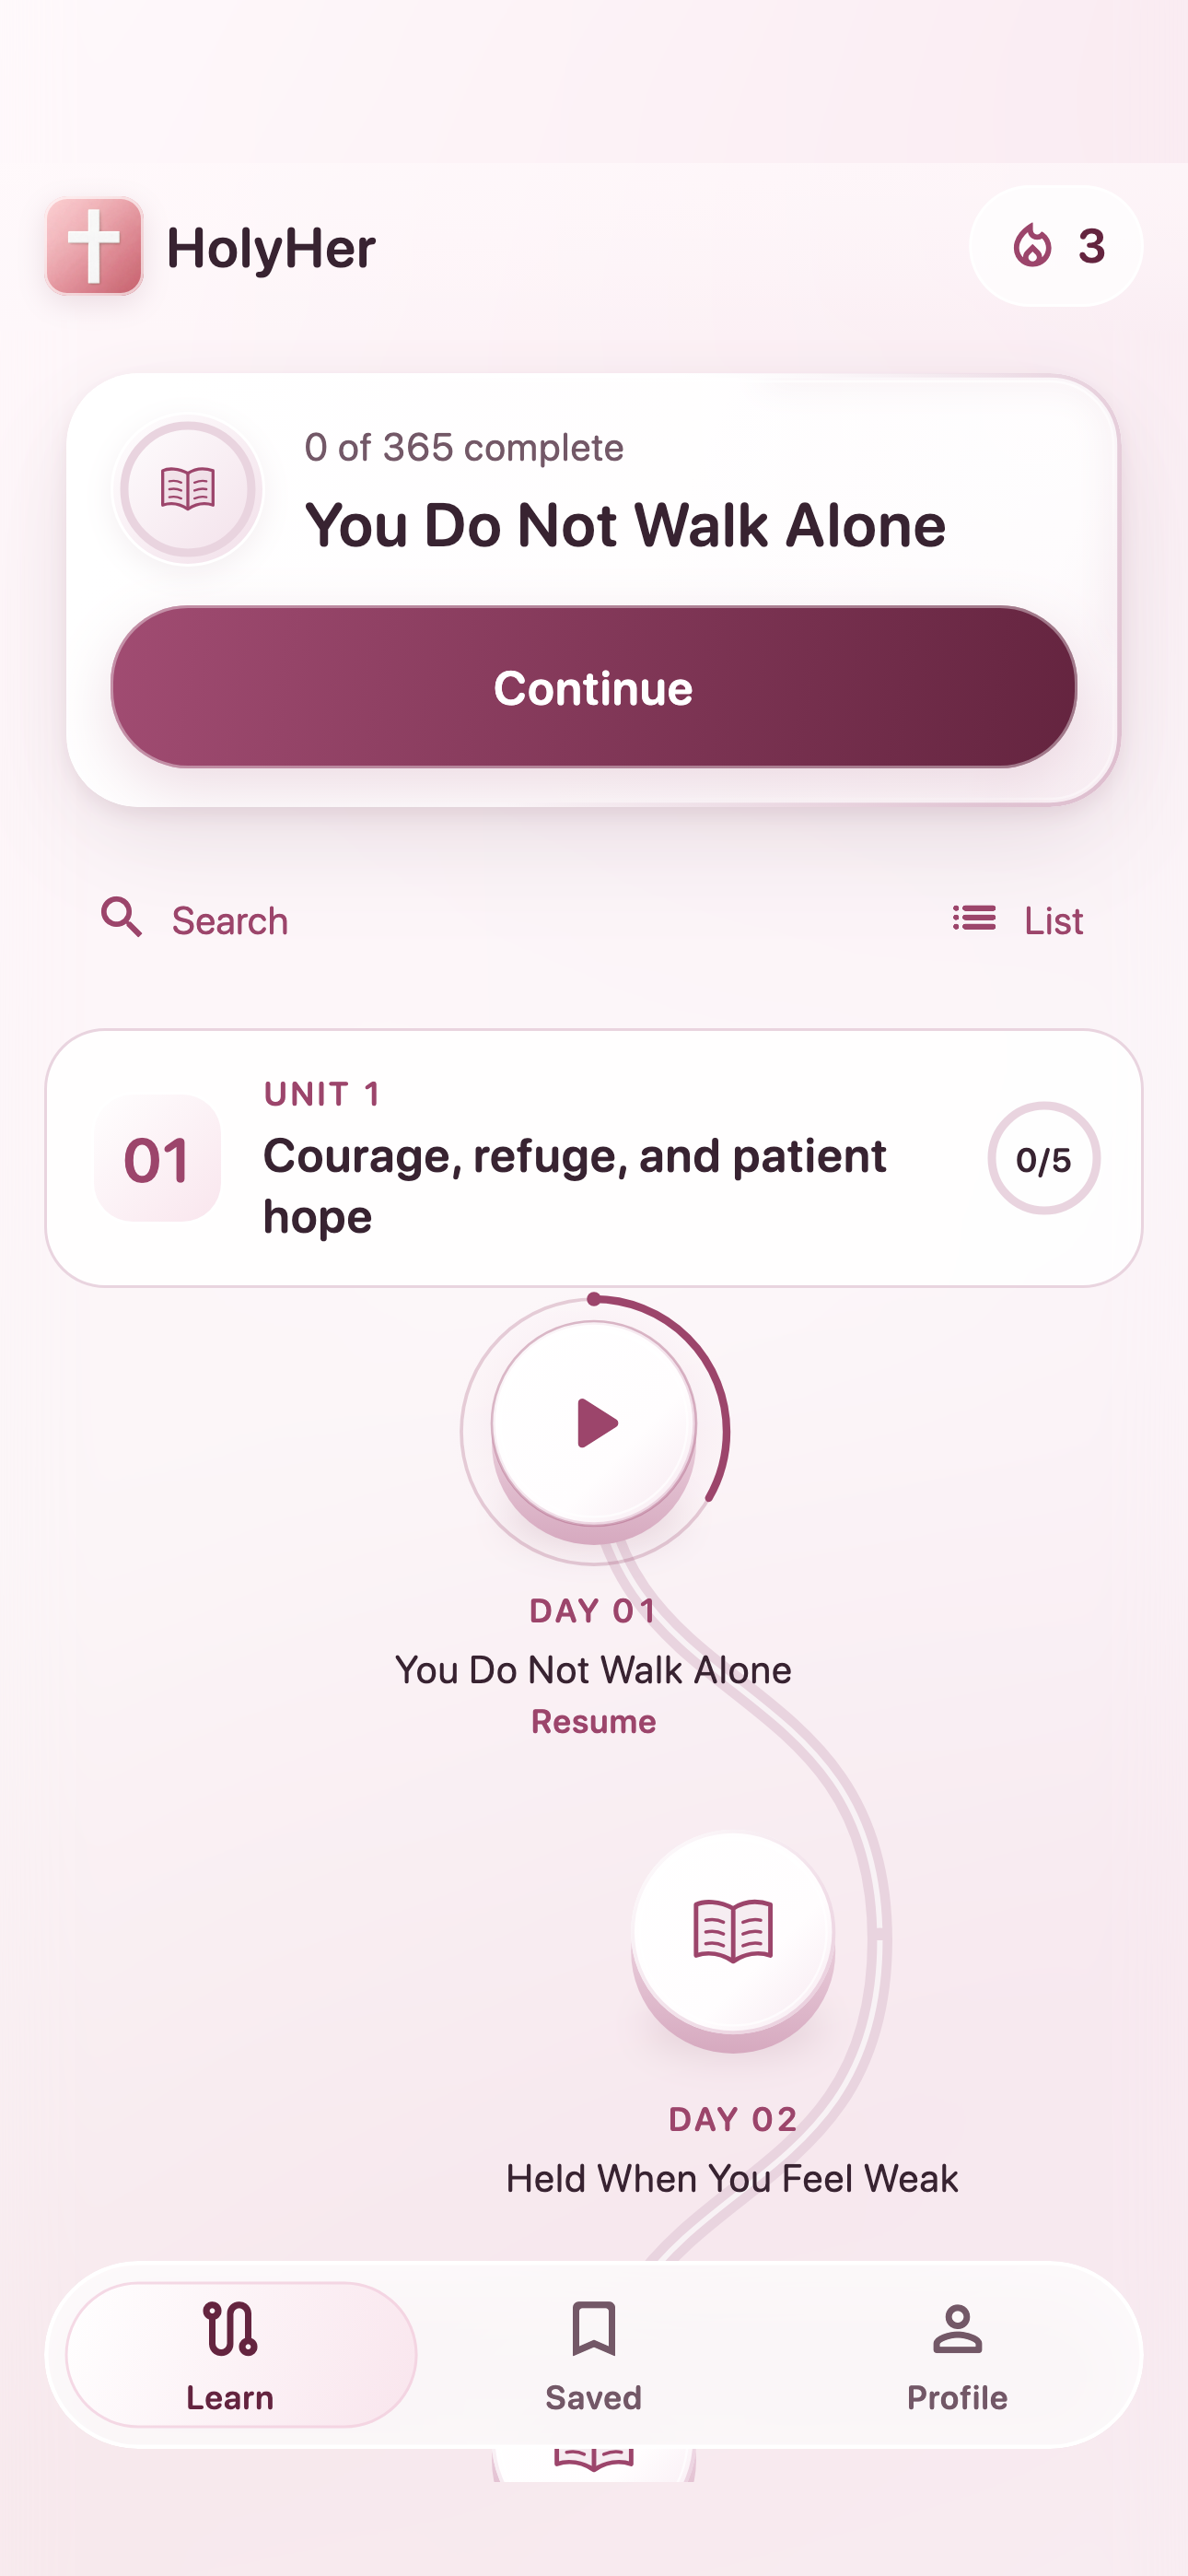 HolyHer
3
0 of 365 complete
You Do Not Walk Alone
Continue
Search
List
UNIT 1
01
Courage, refuge, and patient
hope
0/5
DAY 01
You Do Not Walk Alone
Resume
DAY 02
Held When You Feel Weak
Learn
Saved
Profile